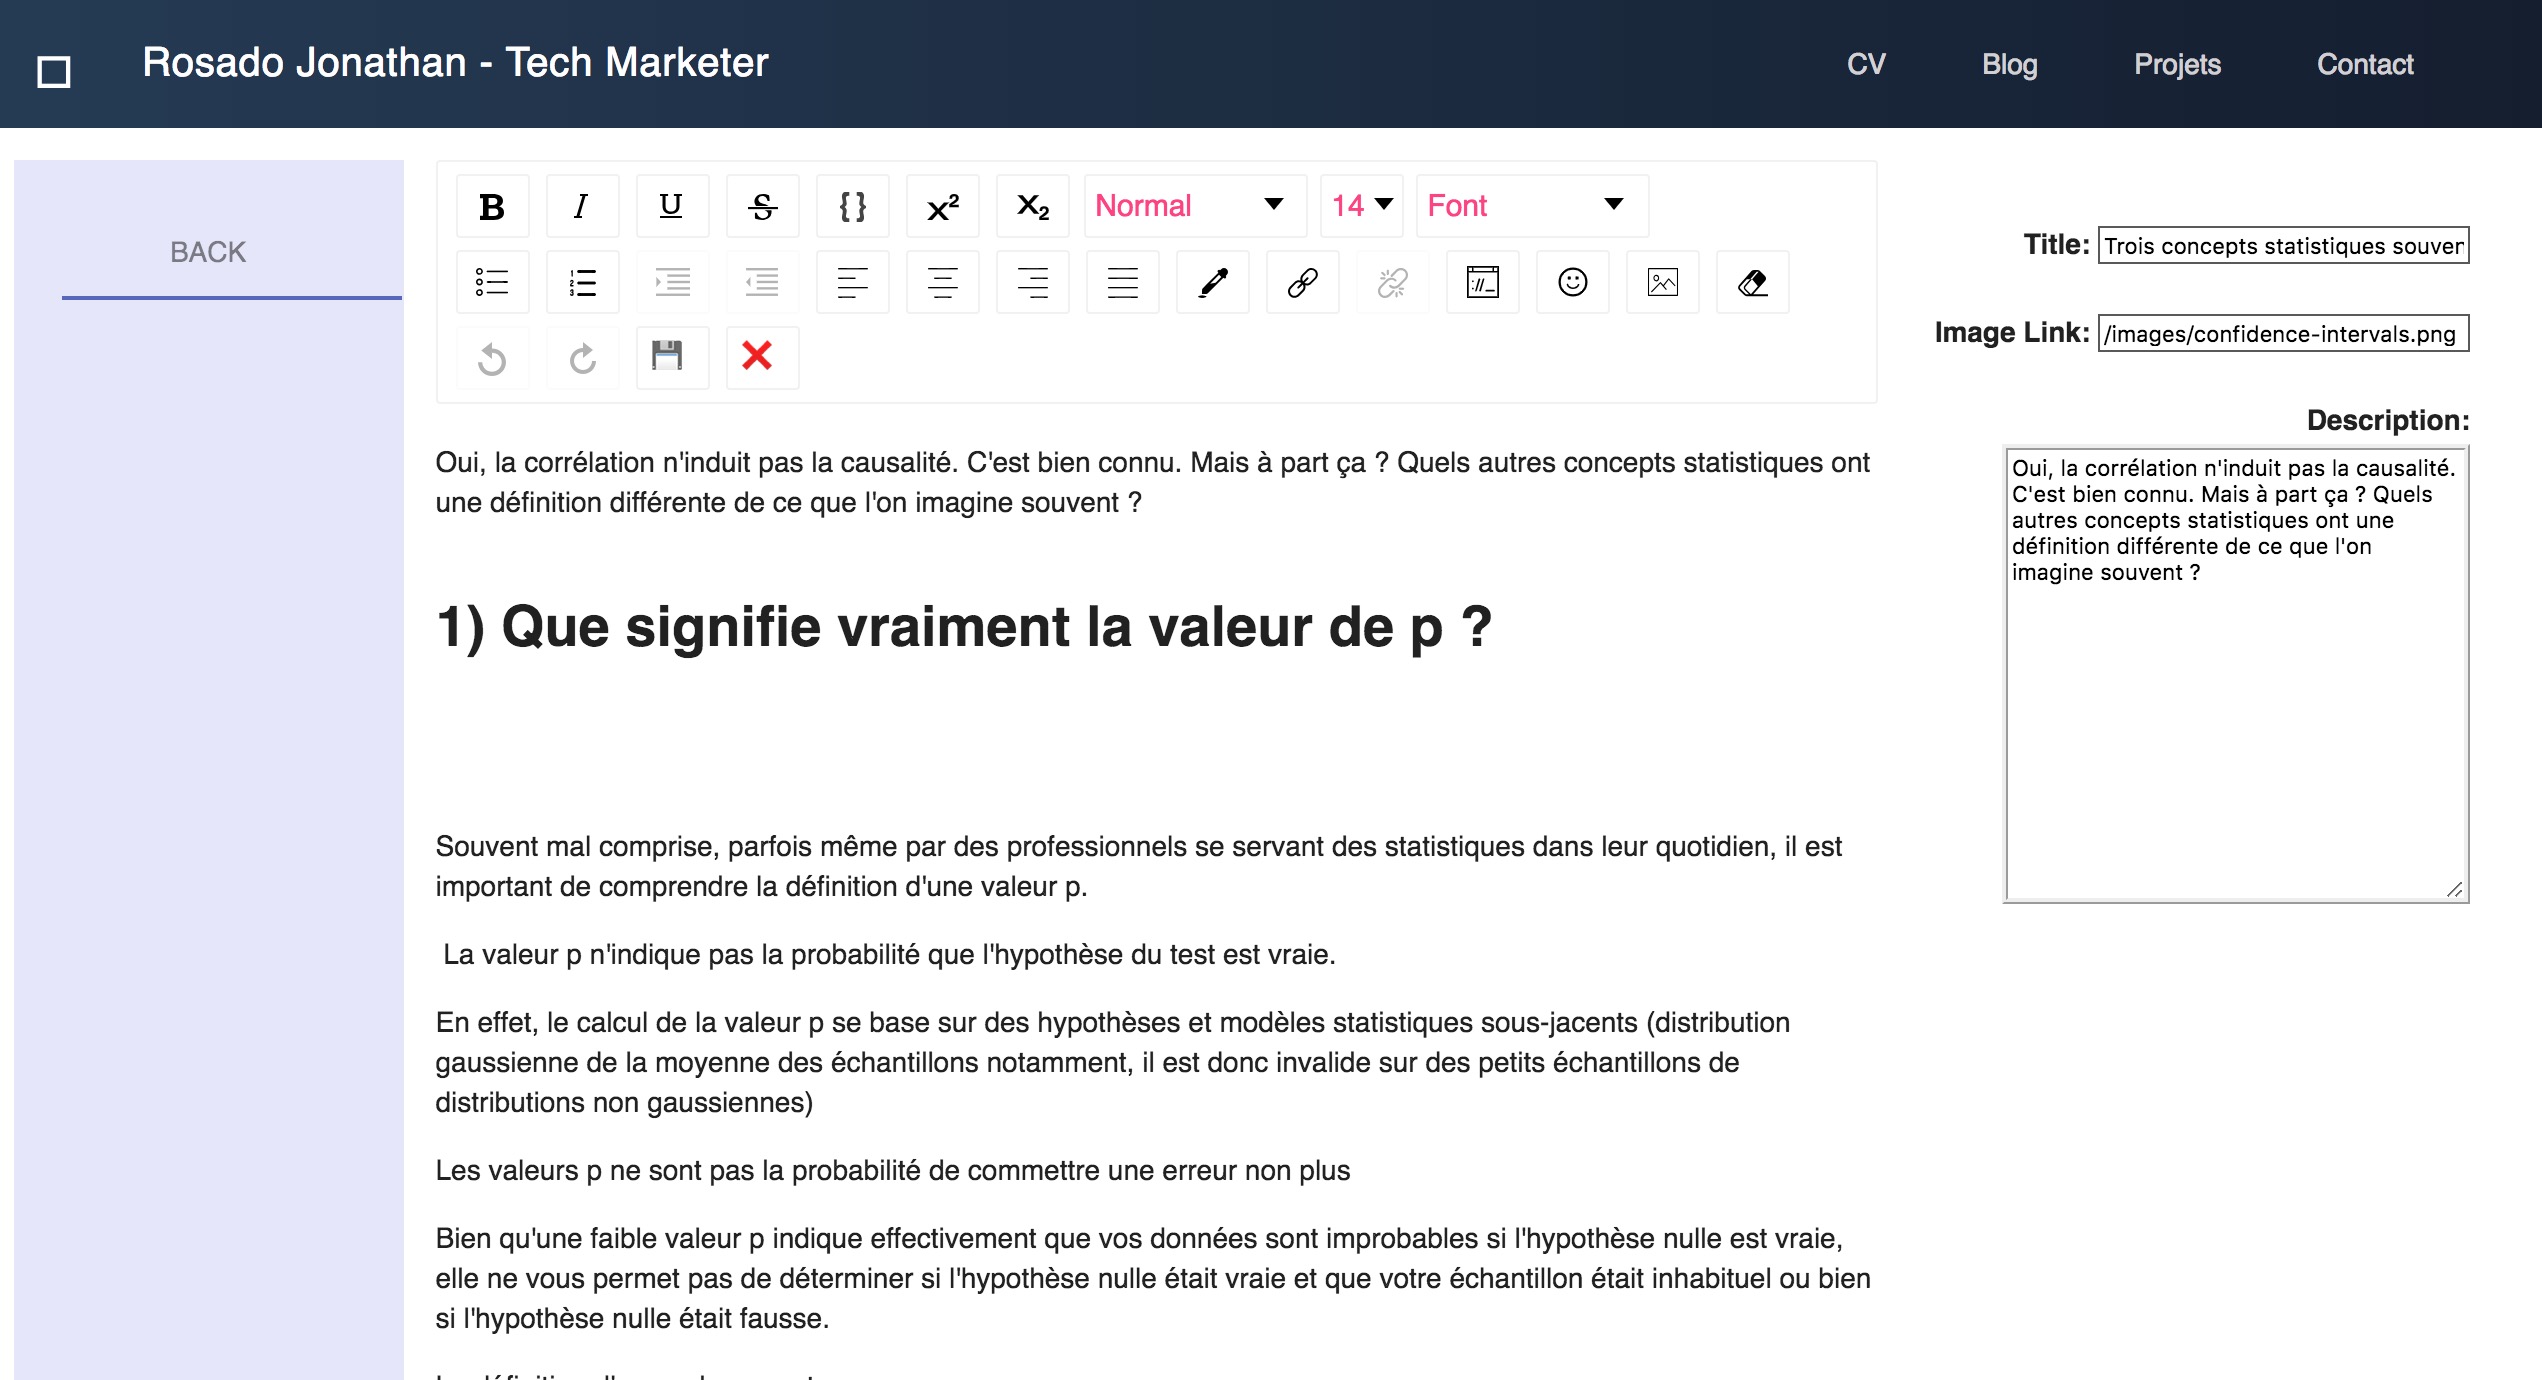 Rosado Jonathan - Tech Marketer
CV
Blog
Projets
Contact
BACK
B
I
U
S
{}
x²
x₂
Normal
14
Font
Title: Trois concepts statistiques
Image Link: /images/confidence-intervals.png
Description:
Oui, la corrélation n'induit pas la causalité.
C'est bien connu. Mais à part ça ? Quels
autres concepts statistiques ont une
définition différente de ce que l'on
imagine souvent ?
Oui, la corrélation n'induit pas la causalité. C'est bien connu. Mais à part ça ? Quels autres concepts statistiques ont
une définition différente de ce que l'on imagine souvent ?
1) Que signifie vraiment la valeur de p ?
Souvent mal comprise, parfois même par des professionnels se servant des statistiques dans leur quotidien, il est
important de comprendre la définition d'une valeur p.
La valeur p n'indique pas la probabilité que l'hypothèse du test est vraie.
En effet, le calcul de la valeur p se base sur des hypothèses et modèles statistiques sous-jacents (distribution
gaussienne de la moyenne des échantillons notamment, il est donc invalide sur des petits échantillons de
distributions non gaussiennes)
Les valeurs p ne sont pas la probabilité de commettre une erreur non plus
Bien qu'une faible valeur p indique effectivement que vos données sont improbables si l'hypothèse nulle est vraie,
elle ne vous permet pas de déterminer si l'hypothèse nulle était vraie et que votre échantillon était inhabituel ou bien
si l'hypothèse nulle était fausse.